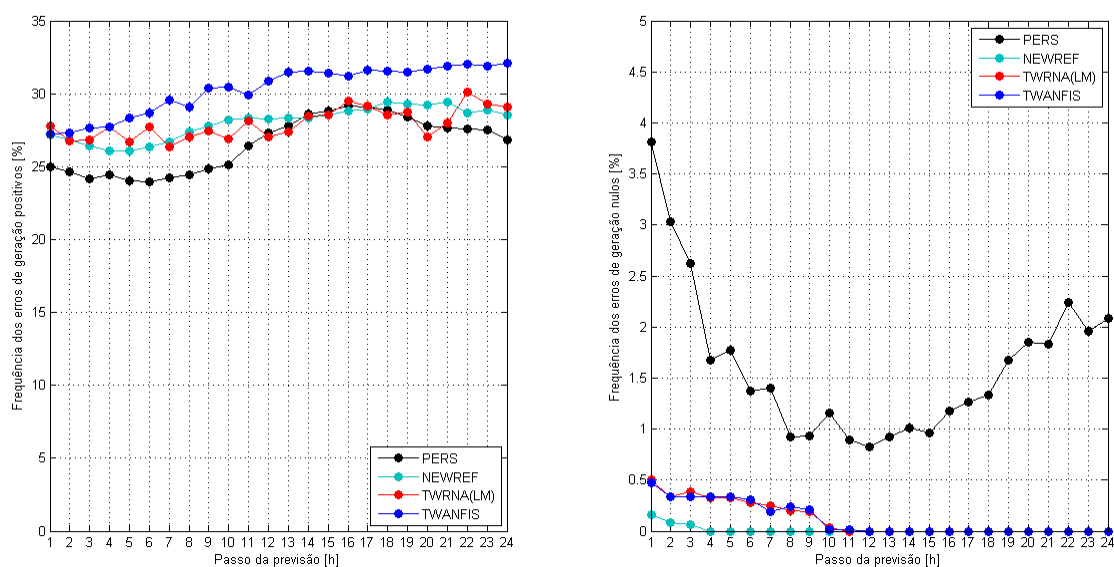 35
30
25
20
15
10
5
0
Frequência dos erros de geração positivos [%]
PERS
NEWREF
TWRNA(LM)
TWANFIS
1 2 3 4 5 6 7 8 9 10 11 12 13 14 15 16 17 18 19 20 21 22 23 24
Passo da previsão [h]
5
4.5
4
3.5
3
2.5
2
1.5
1
0.5
0
Frequência dos erros de geração nulos [%]
PERS
NEWREF
TWRNA(LM)
TWANFIS
1 2 3 4 5 6 7 8 9 10 11 12 13 14 15 16 17 18 19 20 21 22 23 24
Passo da previsão [h]